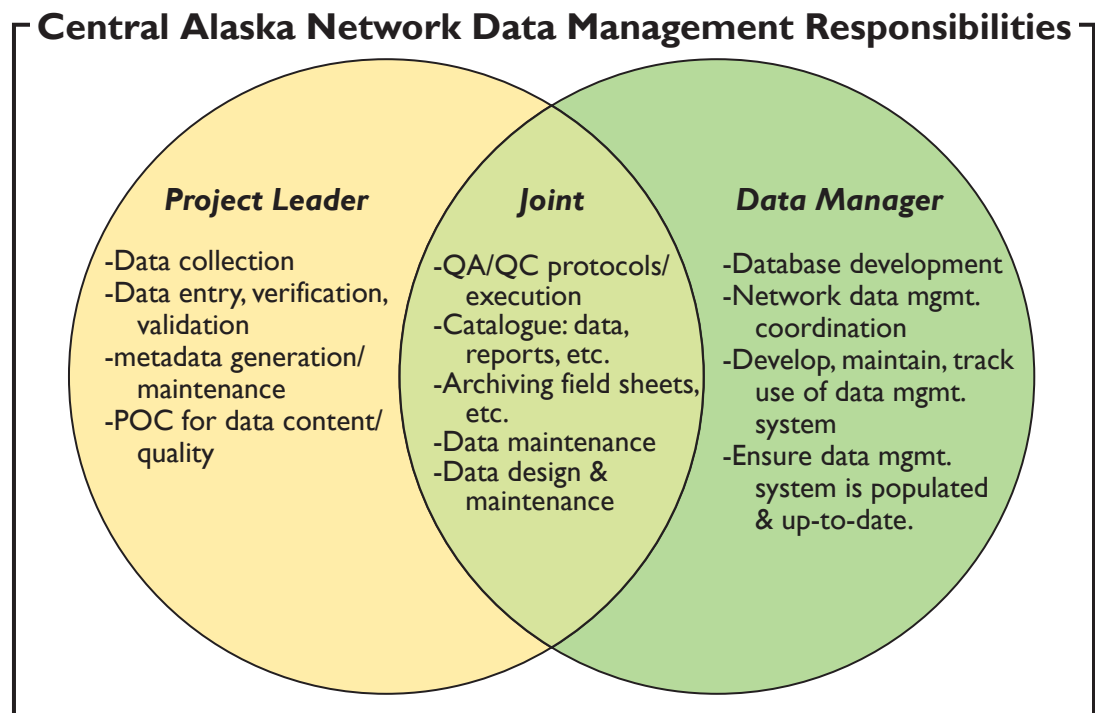 Central Alaska Network Data Management Responsibilities
Project Leader
-Data collection
-Data entry, verification,
validation
-metadata generation/
maintenance
-POC for data content/
quality
Joint
-QA/QC protocols/
execution
-Catalogue: data,
reports, etc.
-Archiving field sheets,
etc.
-Data maintenance
-Data design &
maintenance
Data Manager
-Database development
-Network data mgmt.
coordination
-Develop, maintain, track
use of data mgmt.
system
-Ensure data mgmt.
system is populated
& up-to-date.